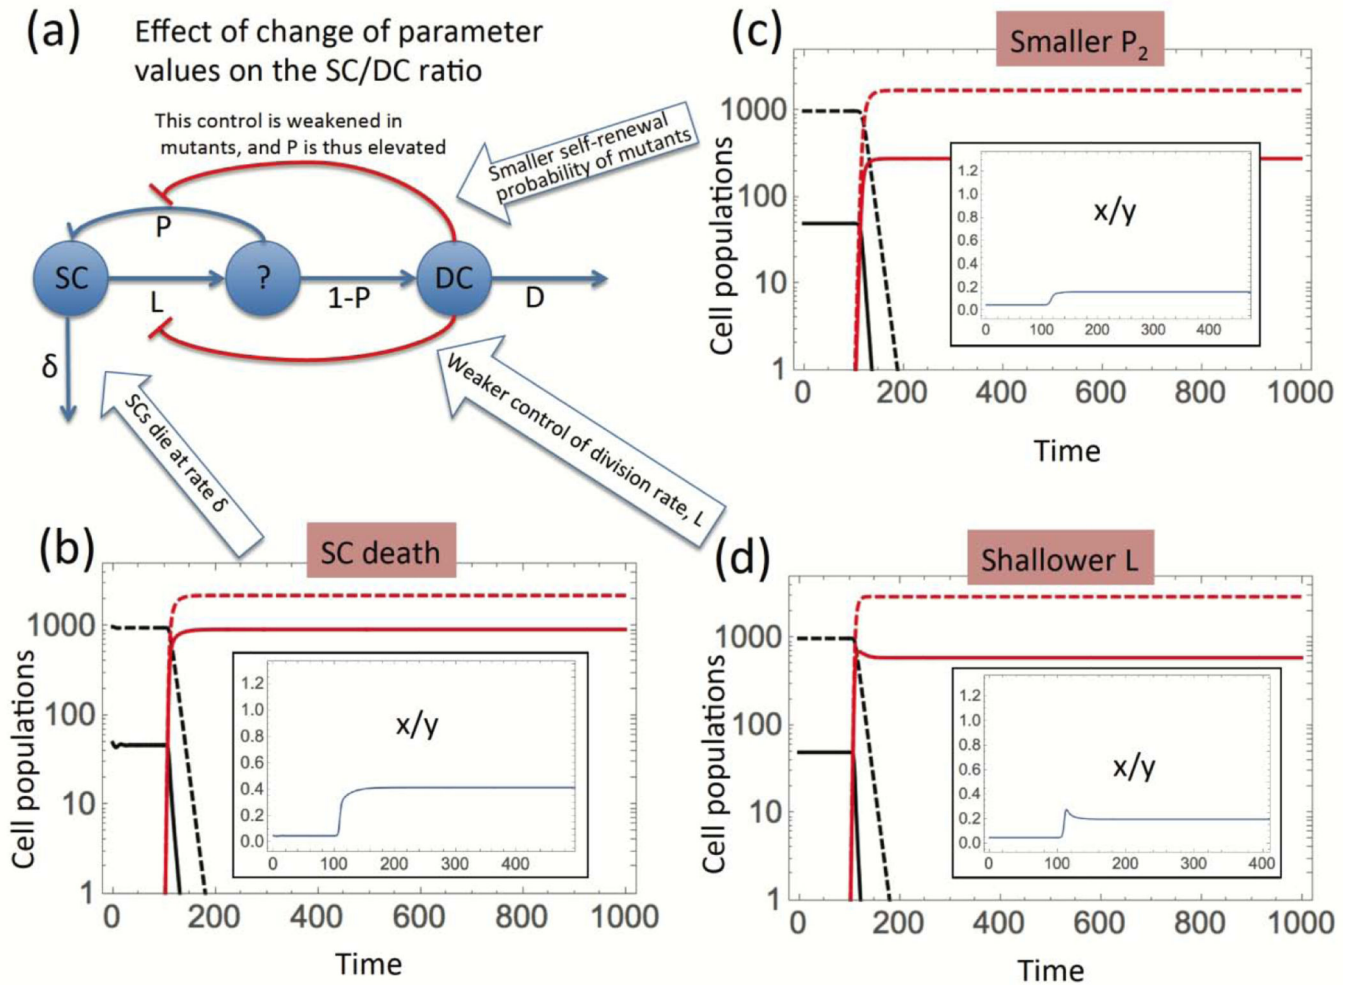 (a)
Effect of change of parameter
values on the SC/DC ratio
This control is weakened in
mutants, and P is thus elevated
Smaller self-renewal
probability of mutants
P
SC
?
DC
L
1-P
D
δ
SCs die at rate δ
Weaker control of division rate, L
(b)
SC death
Cell populations
1000
100
10
1
x/y
1.2
1.0
0.8
0.6
0.4
0.2
0.0
0 100 200 300 400
0 200 400 600 800 1000
Time
(c)
Smaller P2
Cell populations
1000
100
10
1
x/y
1.2
1.0
0.8
0.6
0.4
0.2
0.0
0 100 200 300 400
0 200 400 600 800 1000
Time
(d)
Shallower L
Cell populations
1000
100
10
1
x/y
1.2
1.0
0.8
0.6
0.4
0.2
0.0
0 100 200 300 400
0 200 400 600 800 1000
Time